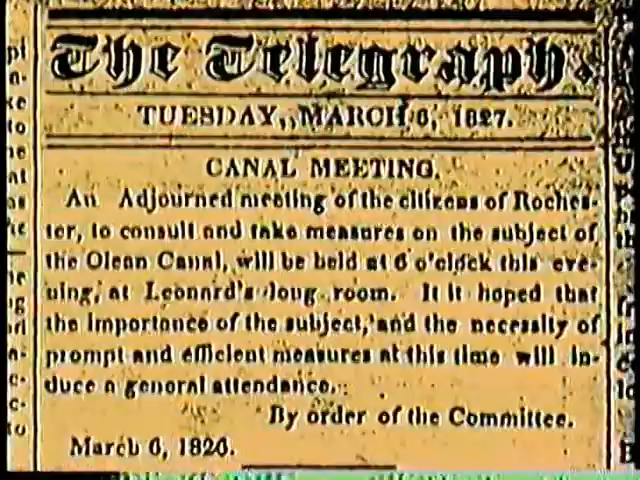 The Telegraph.
TUESDAY, MARCH 6, 1827.
CANAL MEETING.
An Adjourned meeting of the citizens of Roches-
ter, to consult and take measures on the subject of
the Olean Canal, will be held at 6 o'clock this eve-
ning, at Leonard's long room. It it hoped that
the importance of the subject, and the necessity of
prompt and efficient measures at this time will in-
duce a general attendance.
By order of the Committee.
March 6, 1826.